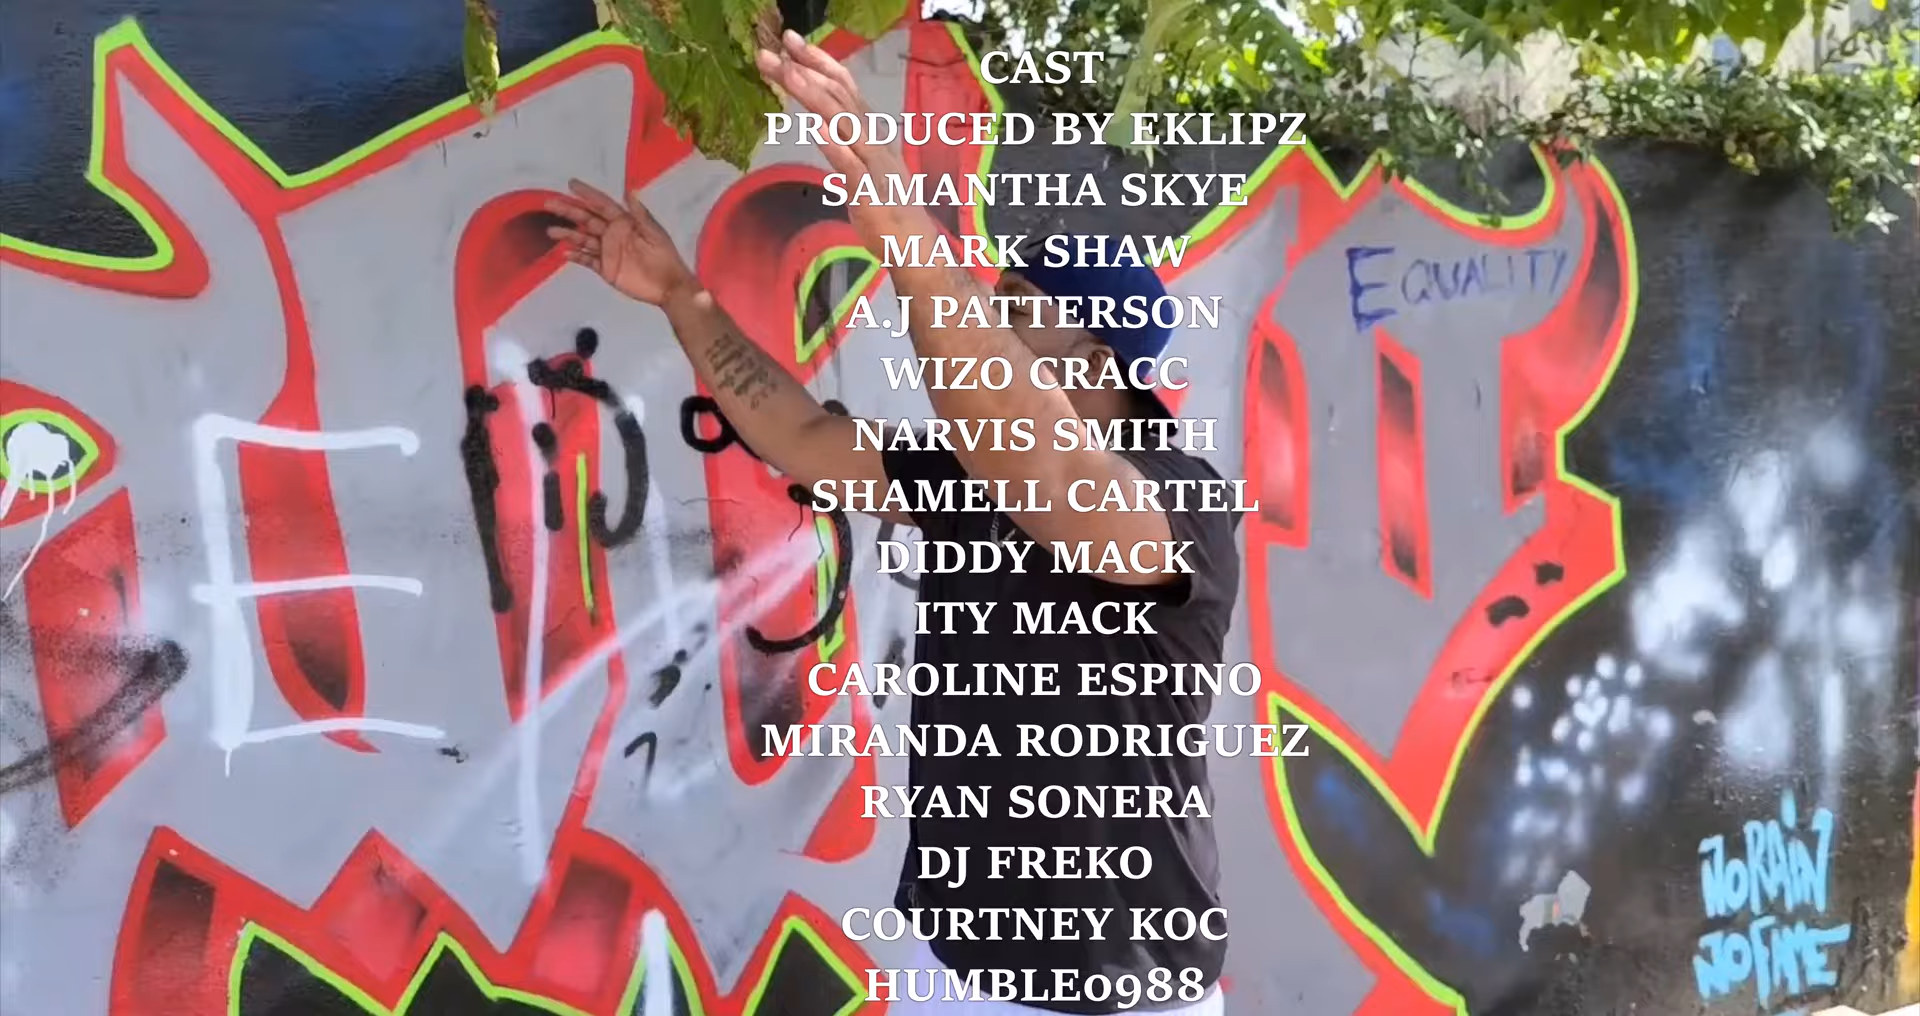 CAST
PRODUCED BY EKLIPZ
SAMANTHA SKYE
MARK SHAW
A.J PATTERSON
WIZO CRACC
NARVIS SMITH
SHAMELL CARTEL
DIDDY MACK
ITY MACK
CAROLINE ESPINO
MIRANDA RODRIGUEZ
RYAN SONERA
DJ FREKO
COURTNEY KOC
HUMBLE0988
EQUALITY
NORAIN